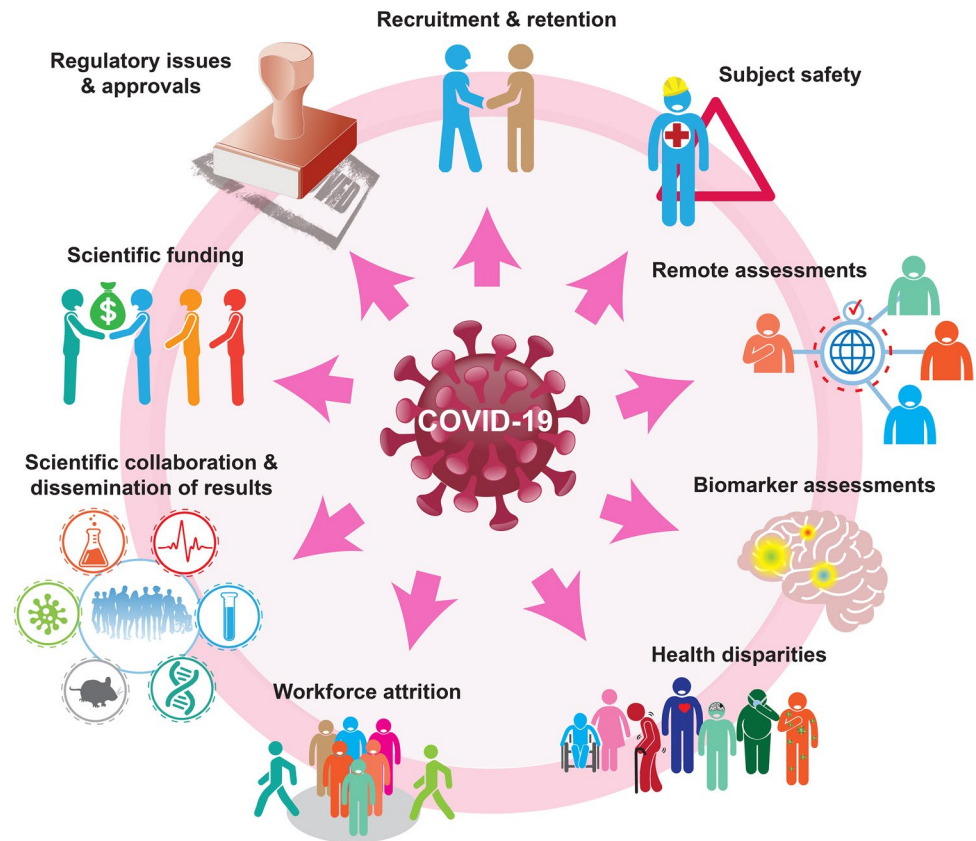 Recruitment & retention
Regulatory issues
& approvals
Subject safety
Scientific funding
$
Remote assessments
COVID-19
Scientific collaboration &
dissemination of results
Biomarker assessments
Workforce attrition
Health disparities